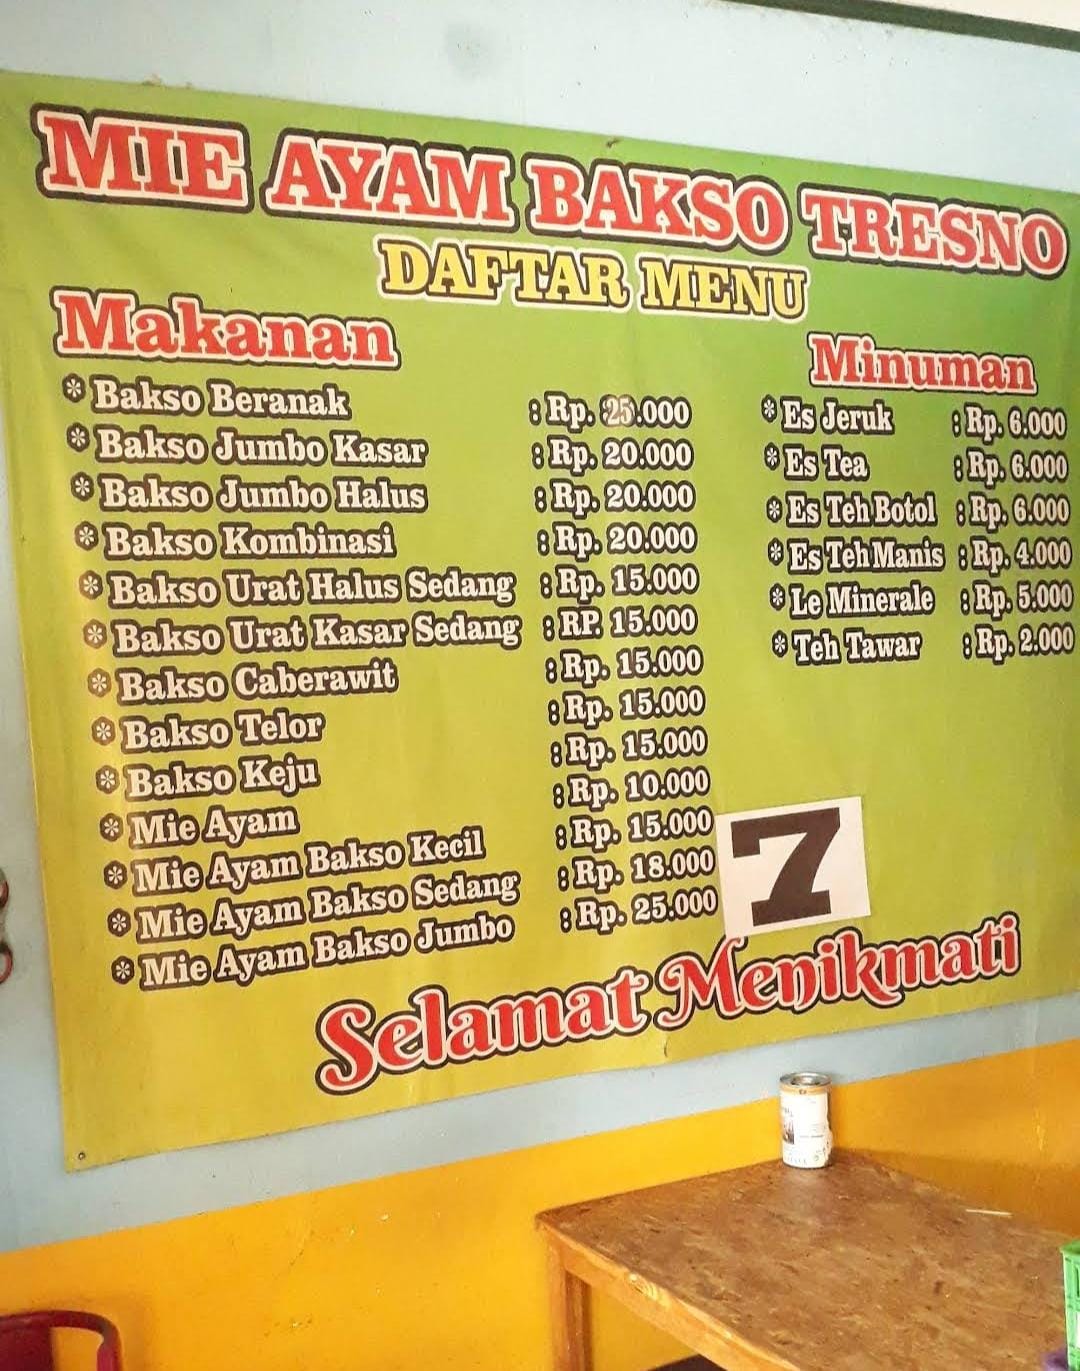 MIE AYAM BAKSO TRESNO
DAFTAR MENU
Makanan
* Bakso Beranak : Rp. 25.000
* Bakso Jumbo Kasar : Rp. 20.000
* Bakso Jumbo Halus : Rp. 20.000
* Bakso Kombinasi : Rp. 20.000
* Bakso Urat Halus Sedang : Rp. 15.000
* Bakso Urat Kasar Sedang : RP. 15.000
* Bakso Caberawit : Rp. 15.000
* Bakso Telor : Rp. 15.000
* Bakso Keju : Rp. 15.000
* Mie Ayam : Rp. 10.000
* Mie Ayam Bakso Kecil : Rp. 15.000
* Mie Ayam Bakso Sedang : Rp. 18.000
* Mie Ayam Bakso Jumbo : Rp. 25.000
Minuman
* Es Jeruk : Rp. 6.000
* Es Tea : Rp. 6.000
* Es Teh Botol : Rp. 6.000
* Es Teh Manis : Rp. 4.000
* Le Minerale : Rp. 5.000
* Teh Tawar : Rp. 2.000
7
Selamat Menikmati